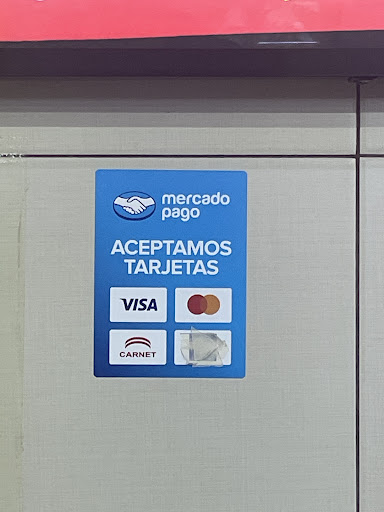 mercado
pago
ACEPTAMOS
TARJETAS
VISA
CARNET